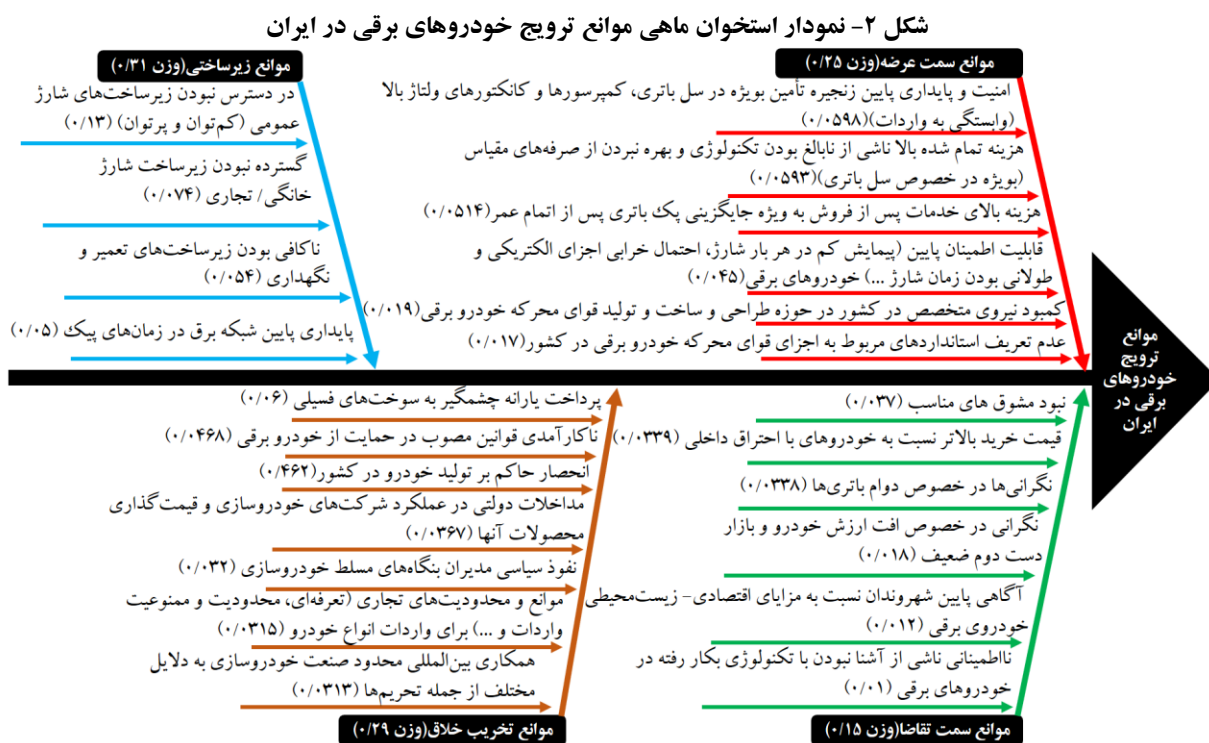 شکل ۲- نمودار استخوان ماهی موانع ترویج خودروهای برقی در ایران
موانع سمت عرضه(وزن ۰/۲۵)
امنیت و پایداری پایین زنجیره تأمین بویژه در سل باتری، کمپرسورها و کانکتورهای ولتاژ بالا
(وابستگی به واردات)(۰/۰۵۹۸)
هزینه تمام شده بالا ناشی از نابالغ بودن تکنولوژی و بهره نبردن از صرفه‌های مقیاس
(بویژه در خصوص سل باتری)(۰/۰۵۹۳)
هزینه بالای خدمات پس از فروش به ویژه جایگزینی پک باتری پس از اتمام عمر(۰/۰۵۱۴)
قابلیت اطمینان پایین (پیمایش کم در هر بار شارژ، احتمال خرابی اجزای الکتریکی و
طولانی بودن زمان شارژ ...) خودروهای برقی(۰/۰۴۵)
کمبود نیروی متخصص در کشور در حوزه طراحی و ساخت و تولید قوای محرکه خودرو برقی(۰/۰۱۹)
عدم تعریف استانداردهای مربوط به اجزای قوای محرکه خودرو برقی در کشور(۰/۰۱۷)
موانع زیرساختی(وزن ۰/۳۱)
در دسترس نبودن زیرساخت‌های شارژ
عمومی (کم‌توان و پرتوان) (۰/۱۳)
گسترده نبودن زیرساخت شارژ
خانگی/ تجاری (۰/۰۷۴)
ناکافی بودن زیرساخت‌های تعمیر و
نگهداری (۰/۰۵۴)
پایداری پایین شبکه برق در زمان‌های پیک (۰/۰۵)
موانع
ترویج
خودروهای
برقی در
ایران
نبود مشوق های مناسب (۰/۰۳۷)
قیمت خرید بالاتر نسبت به خودروهای با احتراق داخلی (۰/۰۳۳۹)
نگرانی‌ها در خصوص دوام باتری‌ها (۰/۰۳۳۸)
نگرانی در خصوص افت ارزش خودرو و بازار
دست دوم ضعیف (۰/۰۱۸)
آگاهی پایین شهروندان نسبت به مزایای اقتصادی- زیست‌محیطی
خودروی برقی (۰/۰۱۲)
نااطمینانی ناشی از آشنا نبودن با تکنولوژی بکار رفته در
خودروهای برقی (۰/۰۱)
موانع سمت تقاضا(وزن ۰/۱۵)
پرداخت یارانه چشمگیر به سوخت‌های فسیلی (۰/۰۶)
ناکارآمدی قوانین مصوب در حمایت از خودرو برقی (۰/۰۴۶۸)
انحصار حاکم بر تولید خودرو در کشور(۰/۴۶۲)
مداخلات دولتی در عملکرد شرکت‌های خودروسازی و قیمت‌گذاری
محصولات آنها (۰/۰۳۶۷)
نفوذ سیاسی مدیران بنگاه‌های مسلط خودروسازی (۰/۰۳۲)
موانع و محدودیت‌های تجاری (تعرفه‌ای، محدودیت و ممنوعیت
واردات و ...) برای واردات انواع خودرو (۰/۰۳۱۵)
همکاری بین‌المللی محدود صنعت خودروسازی به دلایل
مختلف از جمله تحریم‌ها (۰/۰۳۱۳)
موانع تخریب خلاق(وزن ۰/۲۹)